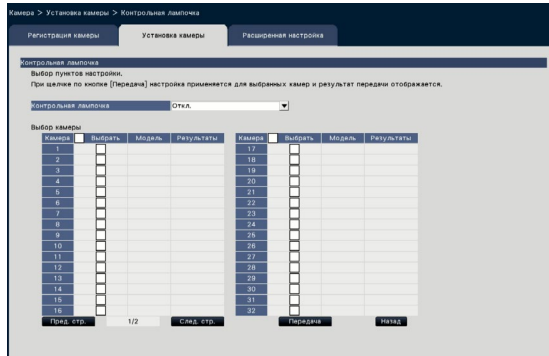 Камера > Установка камеры > Контрольная лампочка
Регистрация камеры Установка камеры Расширенная настройка
Контрольная лампочка
Выбор пунктов настройки.
При щелчке по кнопке [Передача] настройка применяется для выбранных камер и результат передачи отображается.
Контрольная лампочка Откл.
Выбор камеры
Камера Выбрать Модель Результаты Камера Выбрать Модель Результаты
1 17
2 18
3 19
4 20
5 21
6 22
7 23
8 24
9 25
10 26
11 27
12 28
13 29
14 30
15 31
16 32
Пред. стр. 1/2 След. стр. Передача Назад